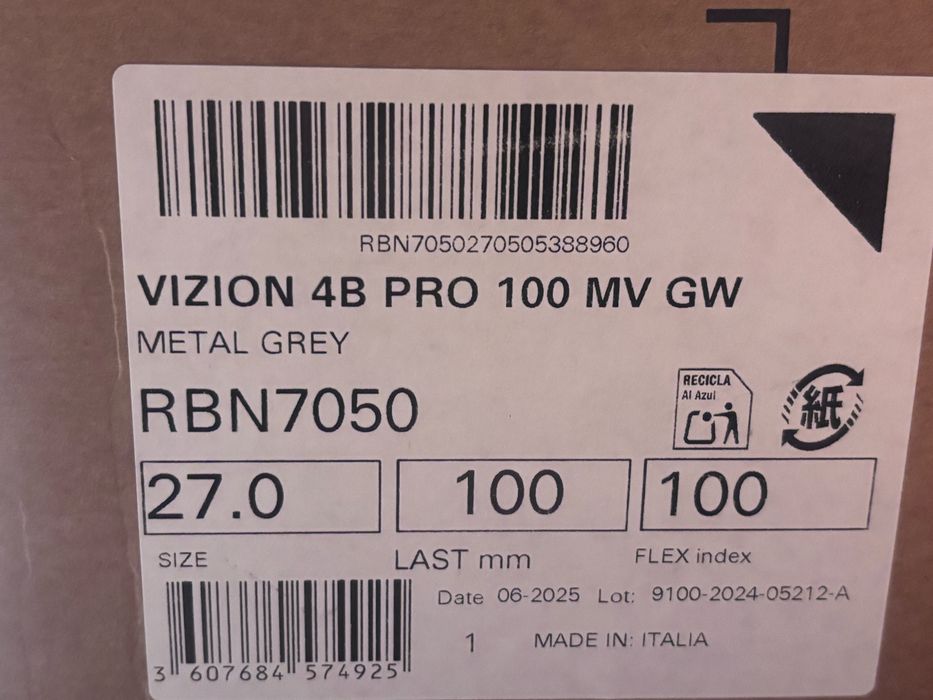 RBN7050270505388960
VIZION 4B PRO 100 MV GW
METAL GREY
RBN7050
RECICLA
Al Azul
紙
27.0 100 100
SIZE LAST mm FLEX index
Date 06-2025 Lot: 9100-2024-05212-A
1 MADE IN: ITALIA
3 607684 574925